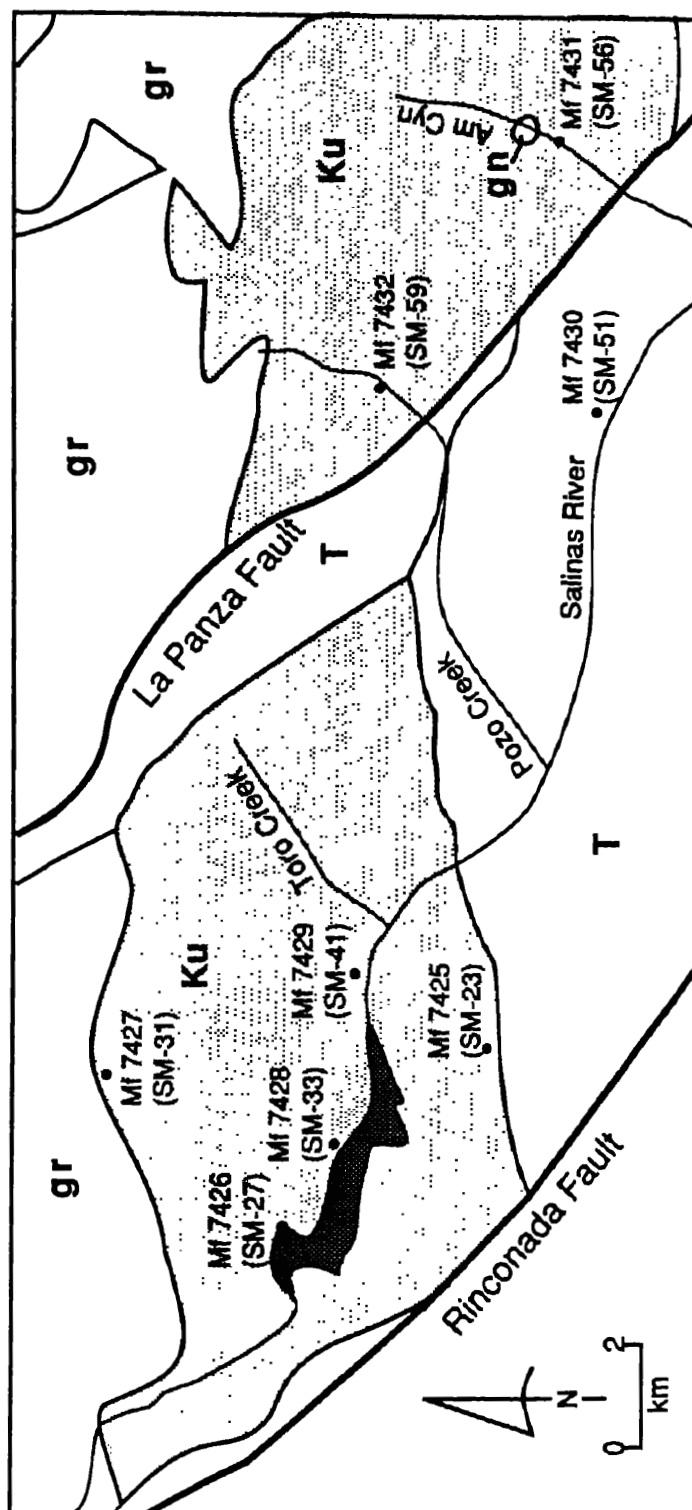 gr
gr
gr
Mf 7427
(SM-31)
Ku
La Panza Fault
T
Ku
Am Cyn
gn
Mf 7431
(SM-56)
Mf 7432
(SM-59)
Toro Creek
Mf 7426
(SM-27)
Mf 7428
(SM-33)
Mf 7429
(SM-41)
Mf 7425
(SM-23)
Pozo Creek
Salinas River
Mf 7430
(SM-51)
T
Rinconada Fault
N
0 2
km